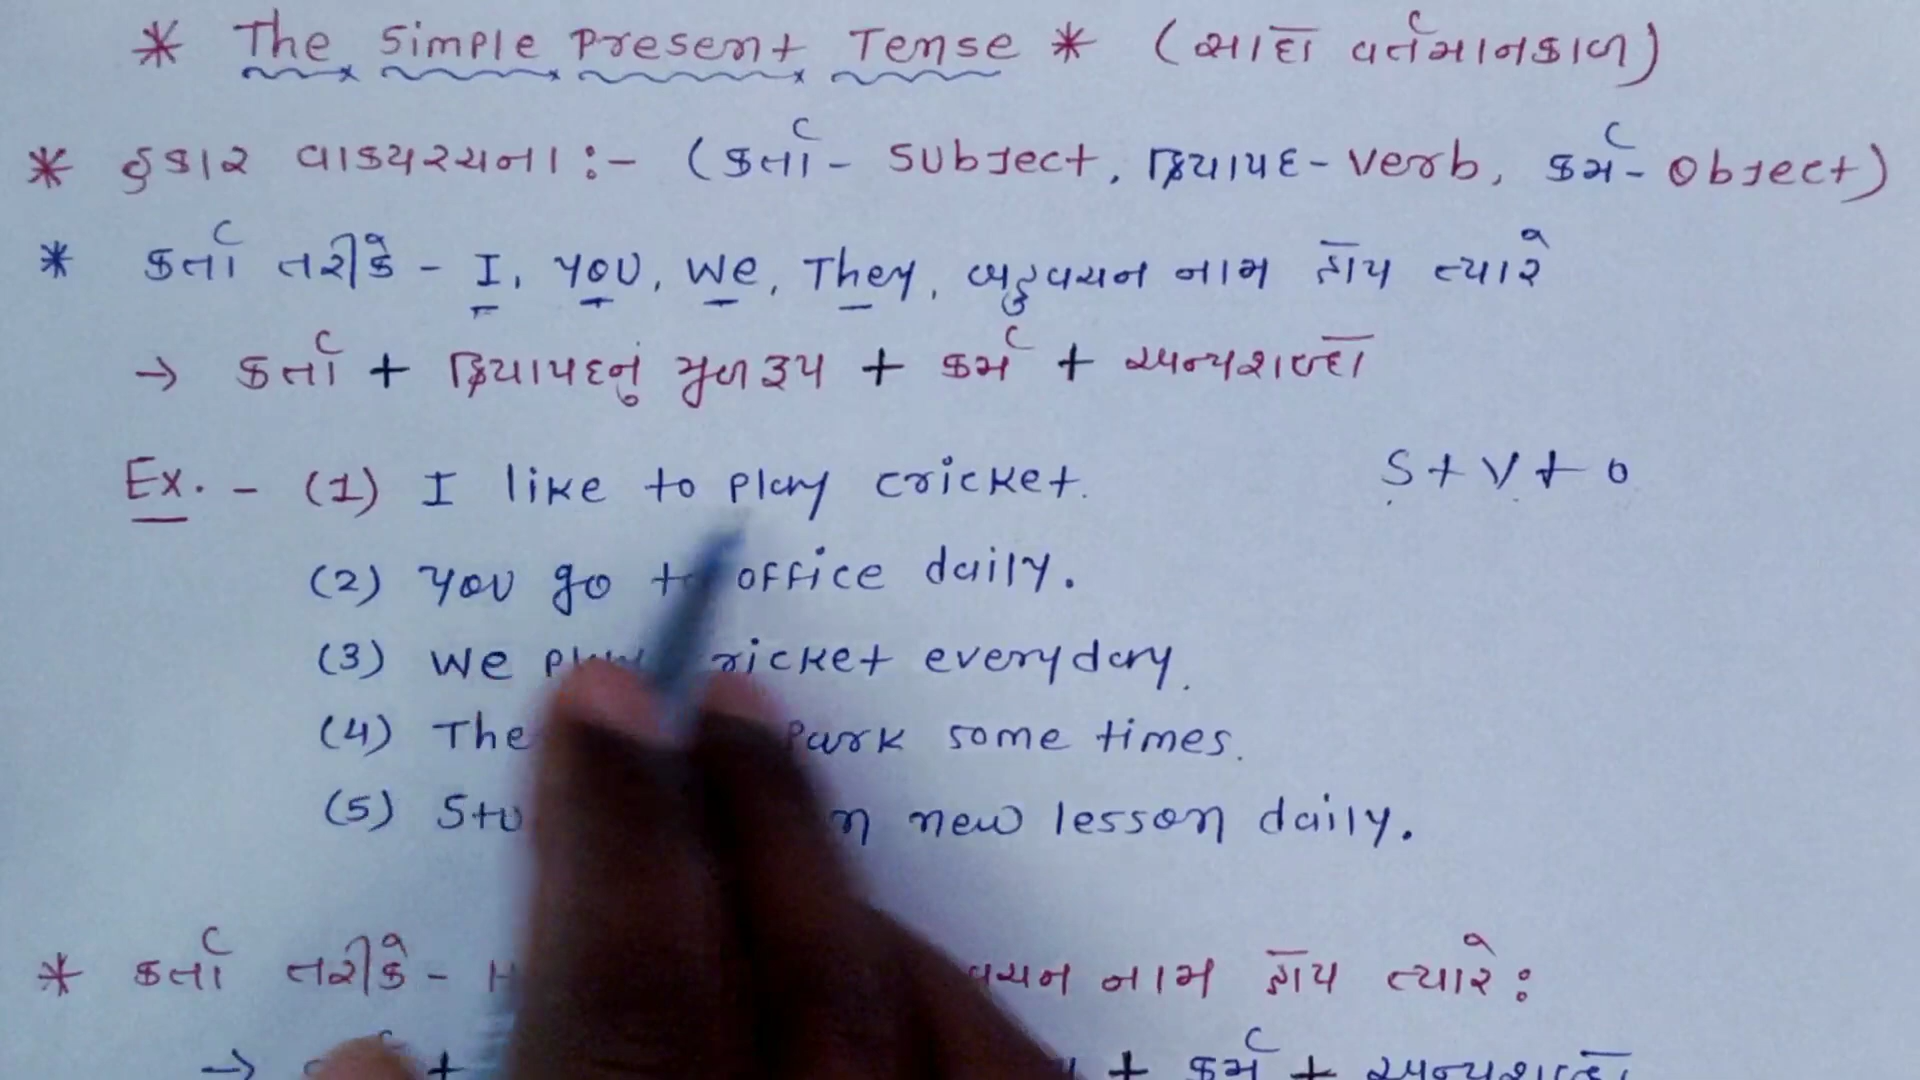 * The Simple Present Tense * (સાદો વર્તમાનકાળ)
* હકાર વાક્યરચના :- (કર્તા - Subject, ક્રિયાપદ - Verb, કર્મ - Object)
* કર્તા તરીકે - I, You, We, They, બહુવચન નામ હોય ત્યારે
→ કર્તા + ક્રિયાપદનું મુળરૂપ + કર્મ + અન્યશબ્દો
Ex. - (1) I like to play cricket. S + V + O
(2) You go to office daily.
(3) We play cricket everyday.
(4) Park some times.
(5) new lesson daily.
* કર્તા તરીકે - નામ હોય ત્યારે :
→ + + કર્મ + અન્યશબ્દો